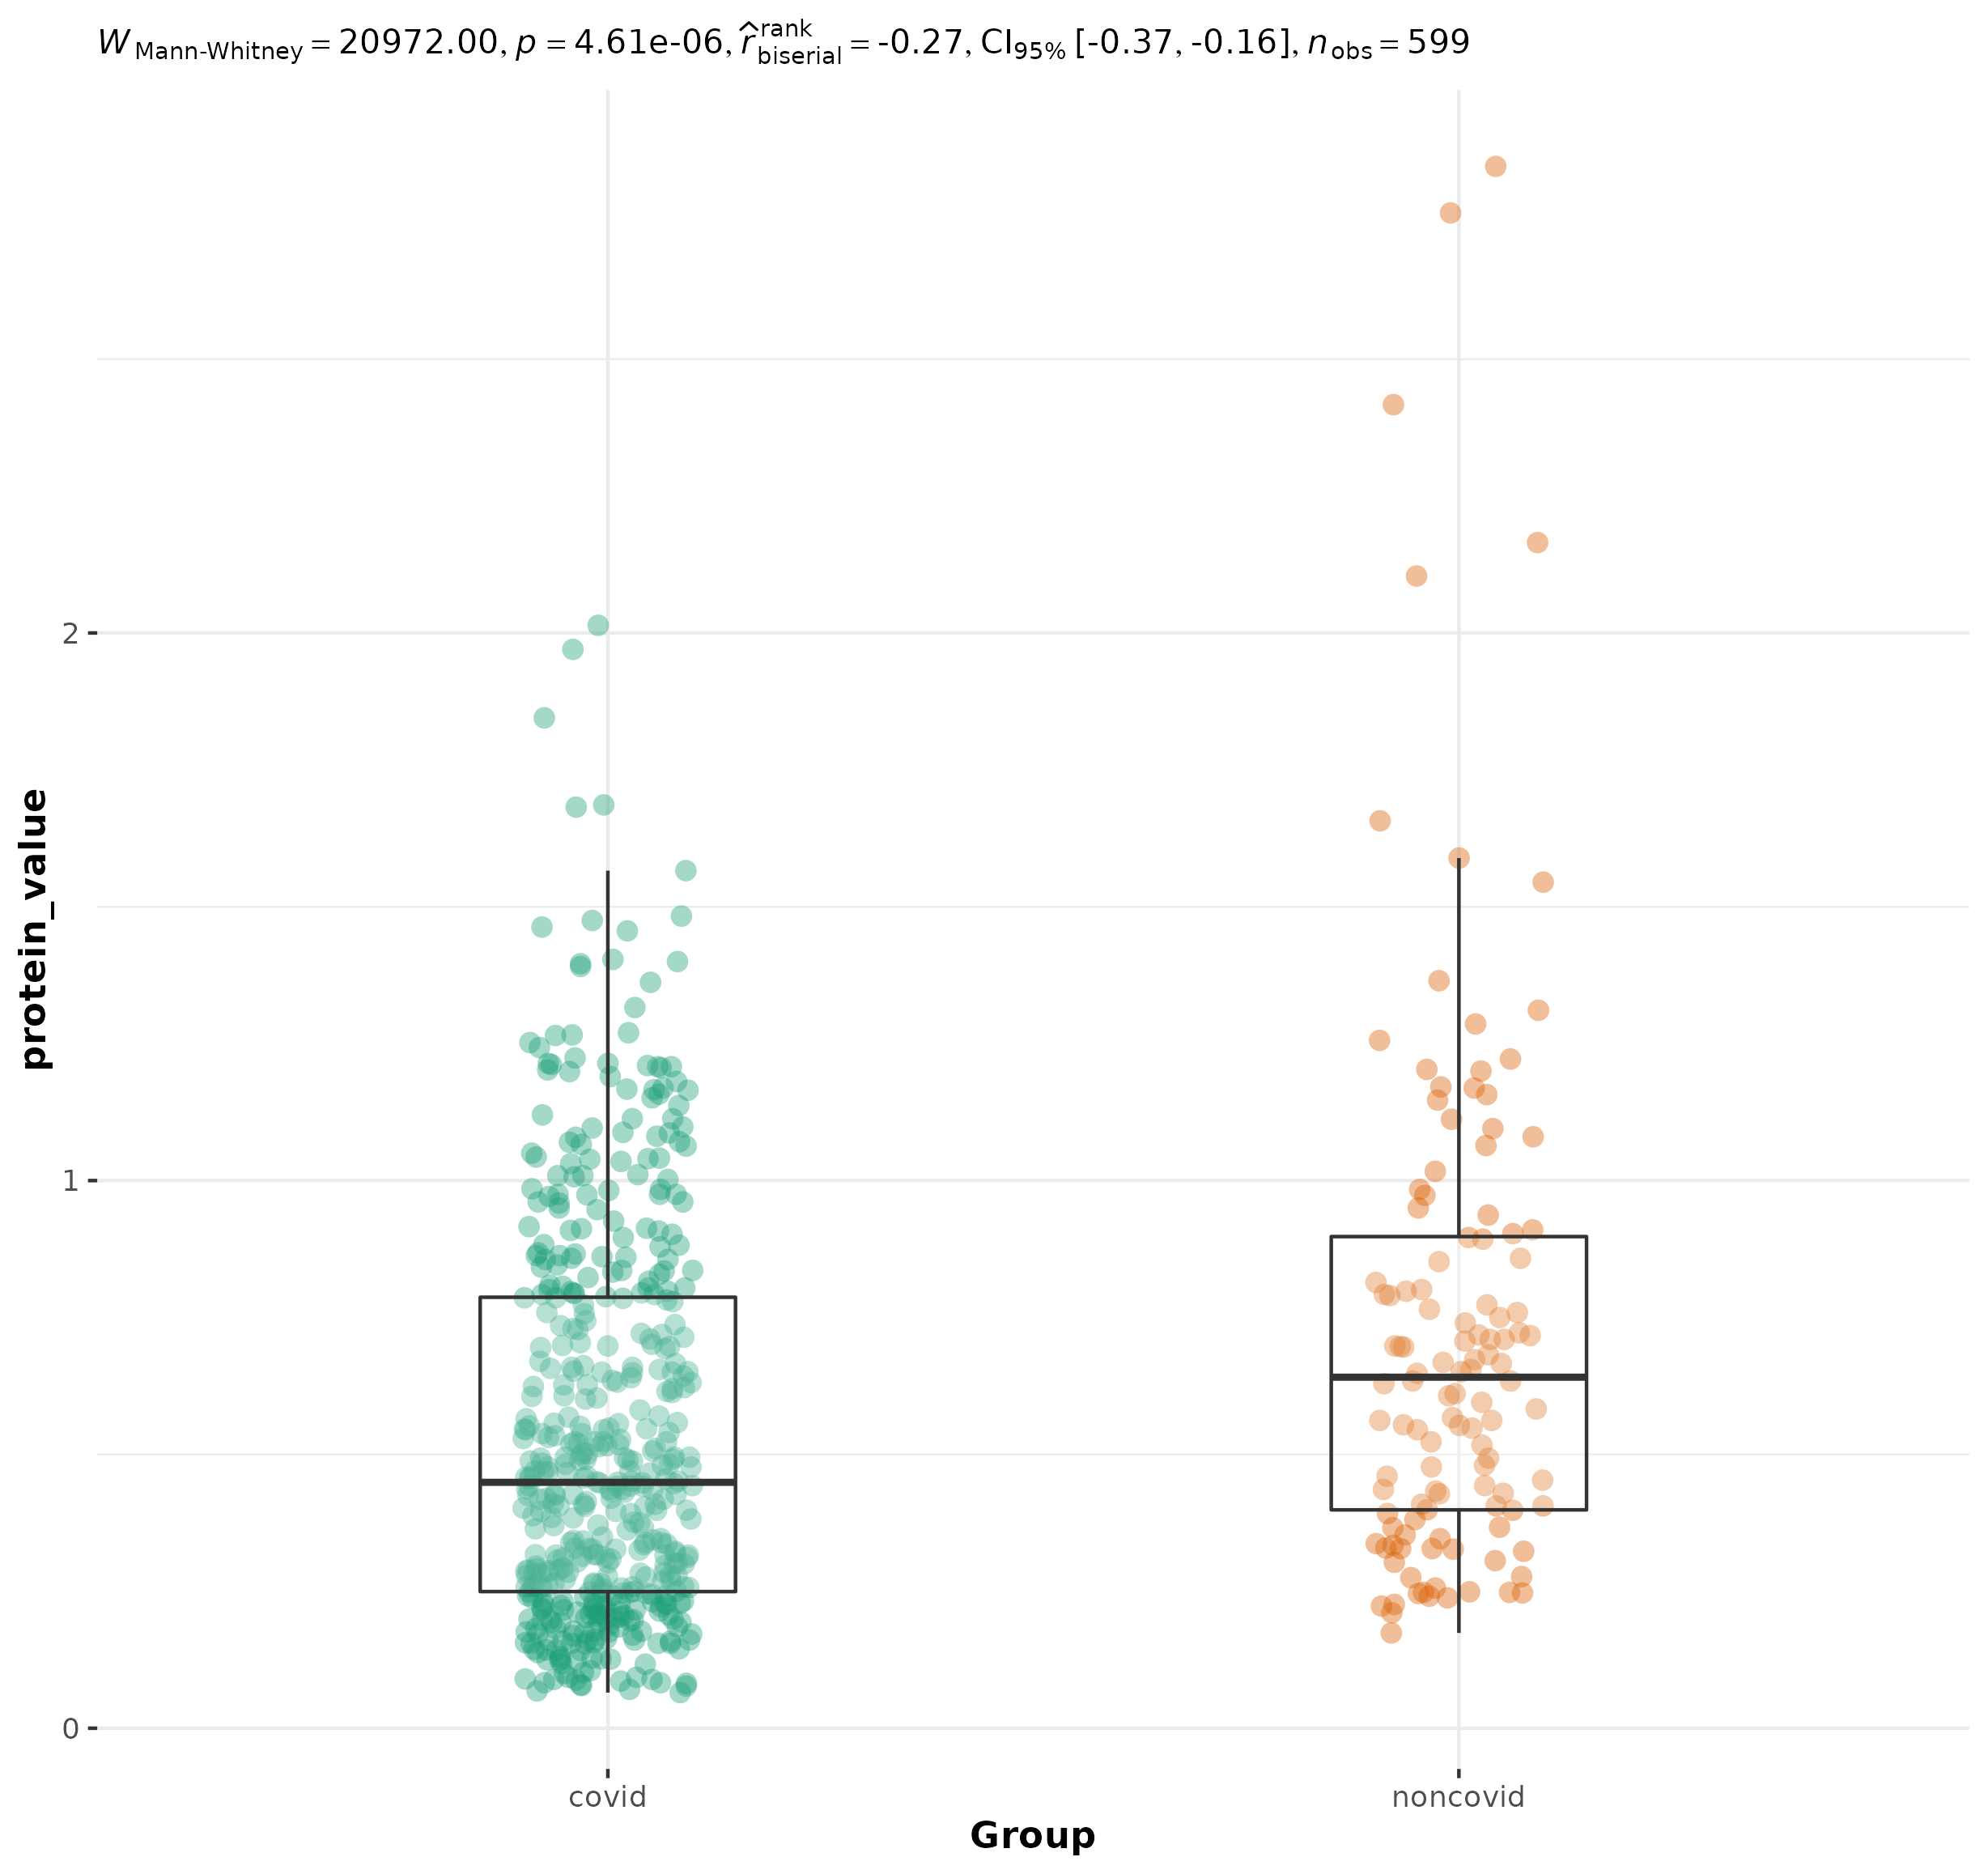 W Mann-Whitney = 20972.00, p = 4.61e-06, r̂ rank biserial = -0.27, CI95% [-0.37, -0.16], n obs = 599
protein_value
2
1
0
covid noncovid
Group